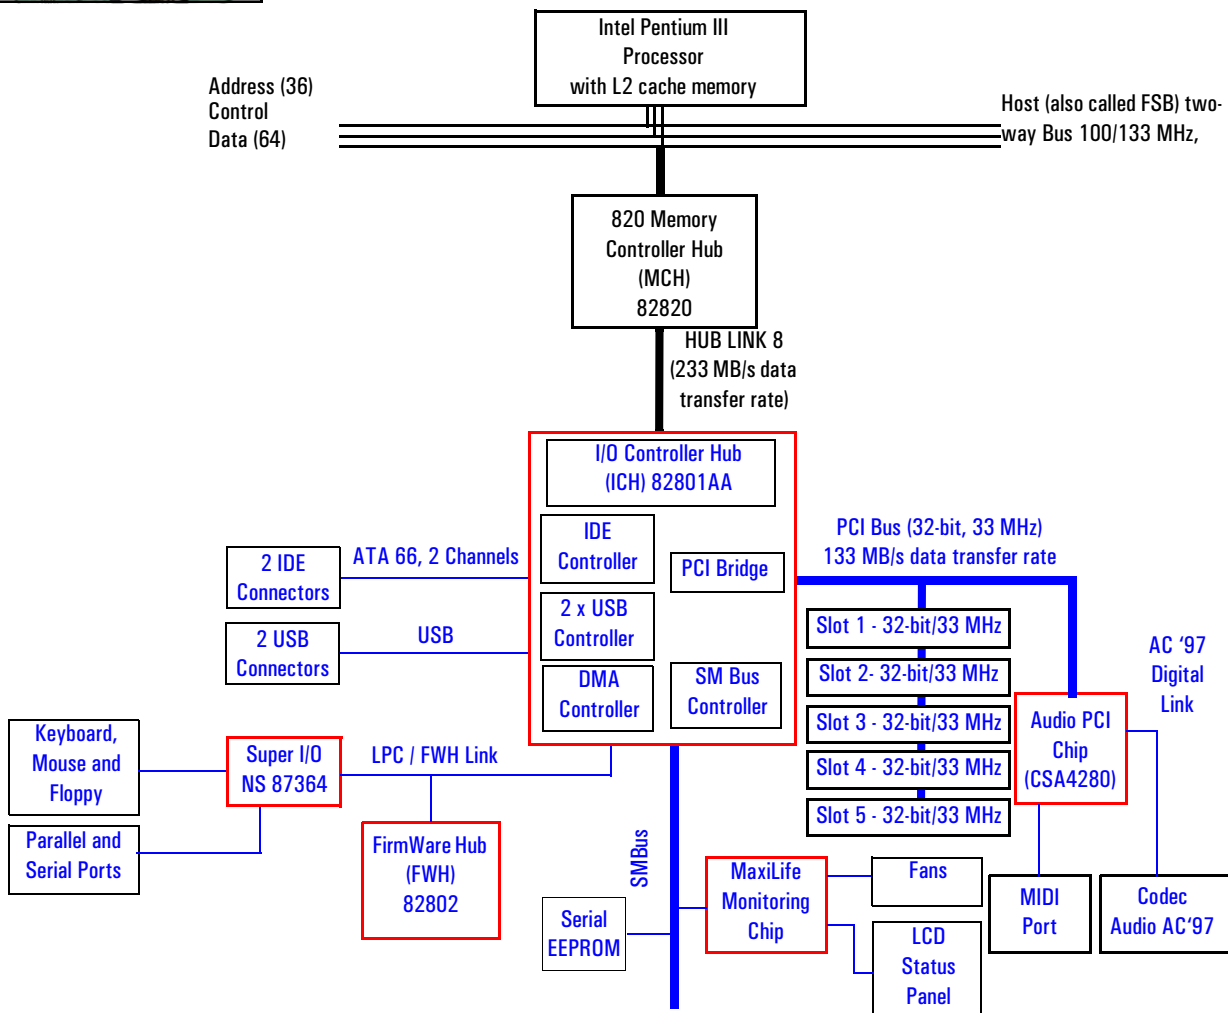 Intel Pentium III
Processor
with L2 cache memory
Address (36)
Control
Data (64)
Host (also called FSB) two-
way Bus 100/133 MHz,
820 Memory
Controller Hub
(MCH)
82820
HUB LINK 8
(233 MB/s data
transfer rate)
I/O Controller Hub
(ICH) 82801AA
IDE
Controller
PCI Bridge
2 x USB
Controller
DMA
Controller
SM Bus
Controller
2 IDE
Connectors
ATA 66, 2 Channels
2 USB
Connectors
USB
PCI Bus (32-bit, 33 MHz)
133 MB/s data transfer rate
Slot 1 - 32-bit/33 MHz
Slot 2- 32-bit/33 MHz
Slot 3 - 32-bit/33 MHz
Slot 4 - 32-bit/33 MHz
Slot 5 - 32-bit/33 MHz
AC ‘97
Digital
Link
Audio PCI
Chip
(CSA4280)
Keyboard,
Mouse and
Floppy
Super I/O
NS 87364
LPC / FWH Link
Parallel and
Serial Ports
FirmWare Hub
(FWH)
82802
SMBus
Serial
EEPROM
MaxiLife
Monitoring
Chip
Fans
LCD
Status
Panel
MIDI
Port
Codec
Audio AC‘97